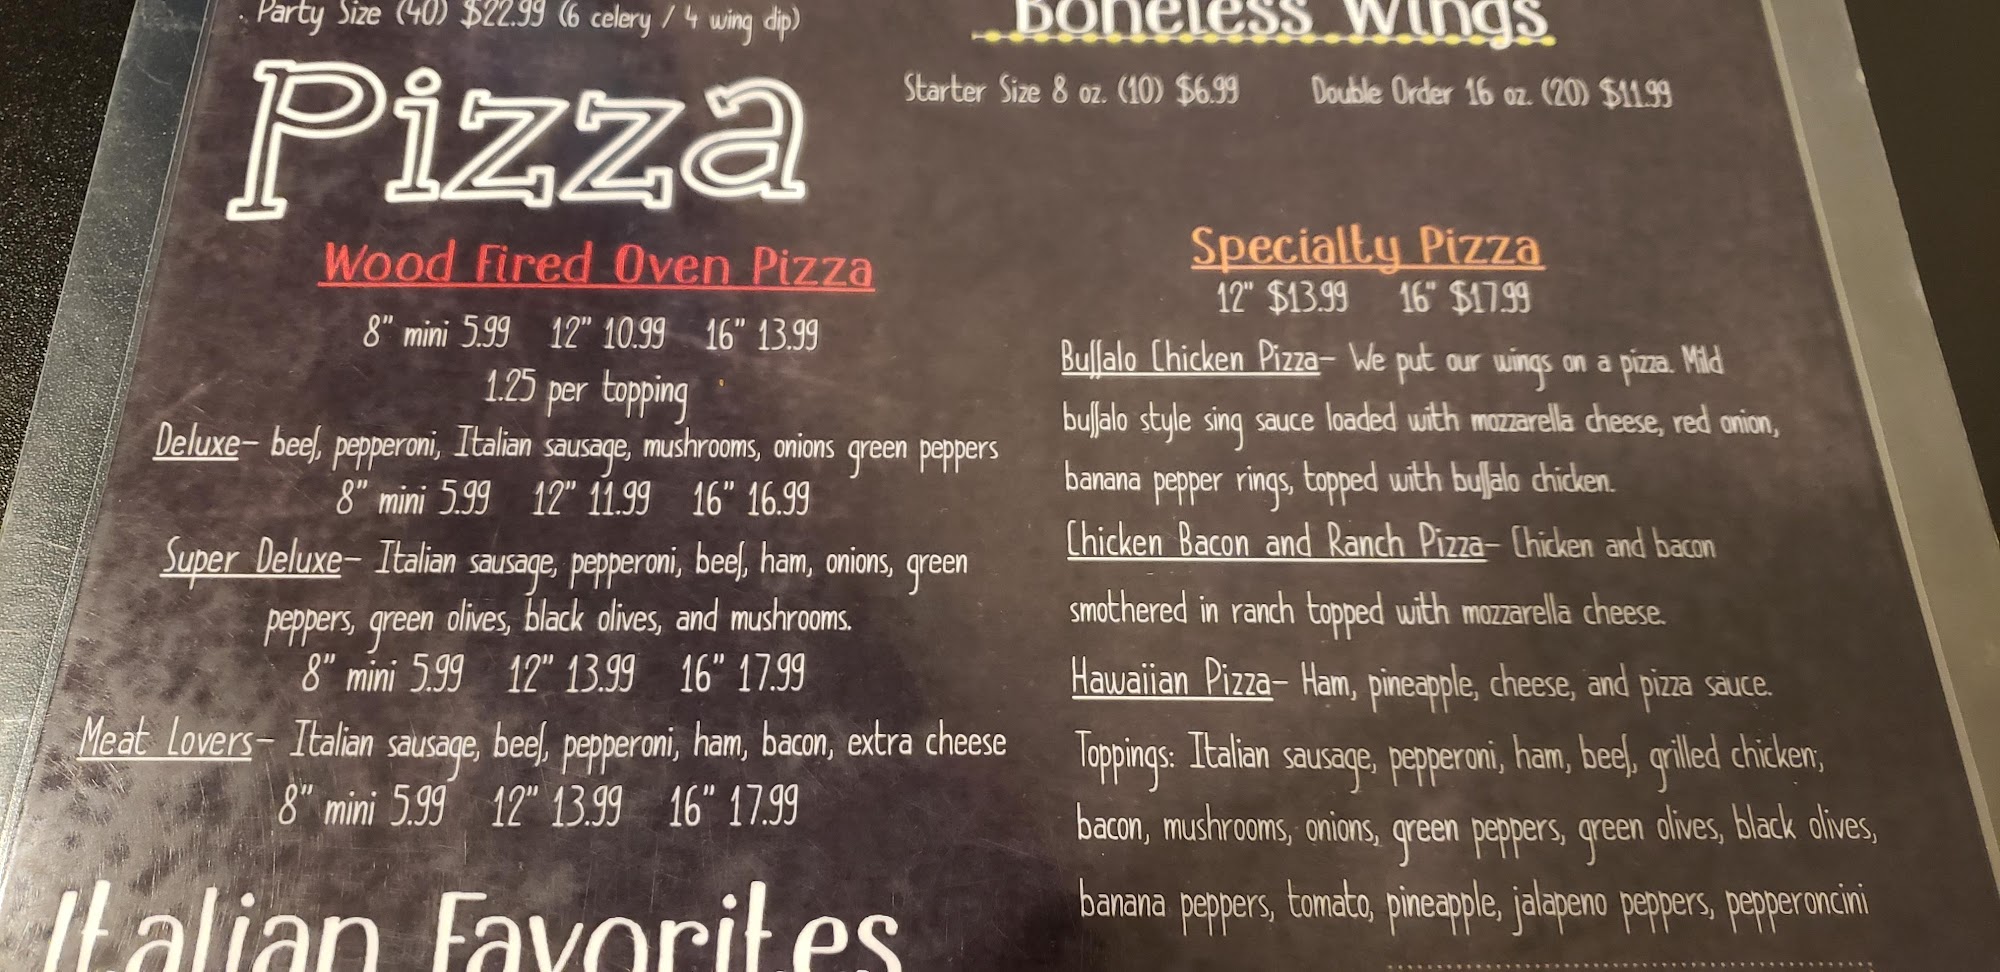 . Party Size (40) $22.99 (6 celery / 4 wing dip)
Boneless Wings
Starter Size 8 oz. (10) $6.99 Double Order 16 oz. (20) $11.99
Pizza
Wood Fired Oven Pizza
8" mini 5.99 12" 10.99 16" 13.99
1.25 per topping
Deluxe- beef, pepperoni, Italian sausage, mushrooms, onions green peppers
8" mini 5.99 12" 11.99 16" 16.99
Super Deluxe- Italian sausage, pepperoni, beef, ham, onions, green
peppers, green olives, black olives, and mushrooms.
8" mini 5.99 12" 13.99 16" 17.99
Meat Lovers- Italian sausage, beef, pepperoni, ham, bacon, extra cheese
8" mini 5.99 12" 13.99 16" 17.99
Italian Favorites
Specialty Pizza
12" $13.99 16" $17.99
Buffalo Chicken Pizza- We put our wings on a pizza. Mild
buffalo style sing sauce loaded with mozzarella cheese, red onion,
banana pepper rings, topped with buffalo chicken.
Chicken Bacon and Ranch Pizza- Chicken and bacon
smothered in ranch topped with mozzarella cheese.
Hawaiian Pizza- Ham, pineapple, cheese, and pizza sauce.
Toppings: Italian sausage, pepperoni, ham, beef, grilled chicken,
bacon, mushrooms, onions, green peppers, green olives, black olives,
banana peppers, tomato, pineapple, jalapeno peppers, pepperoncini